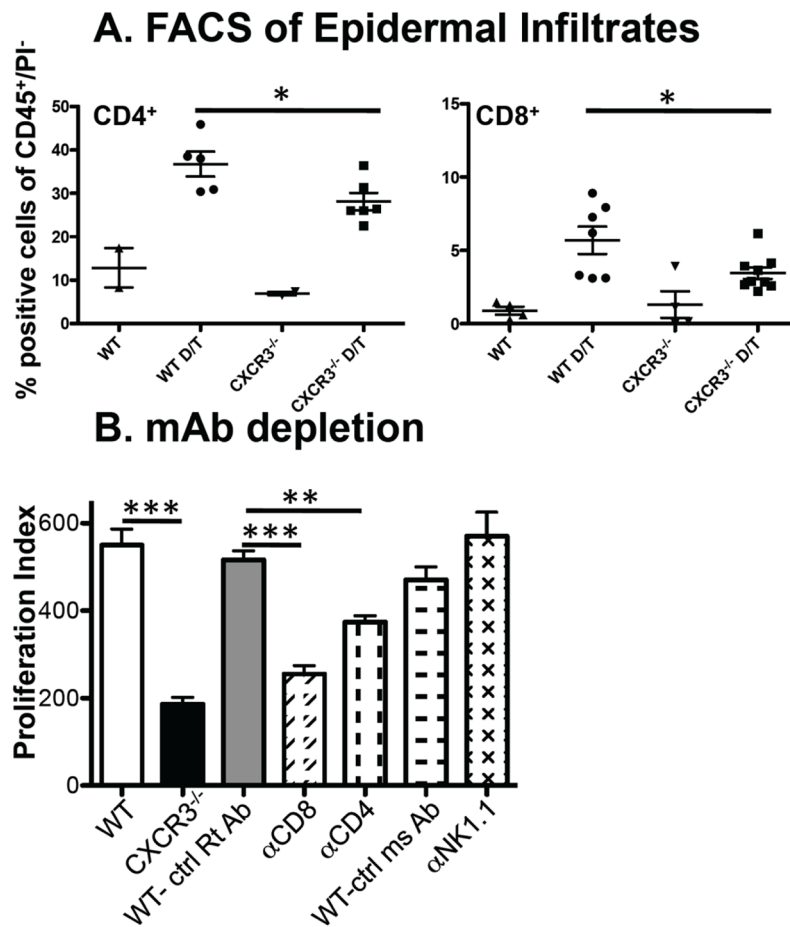 A. FACS of Epidermal Infiltrates
% positive cells of CD45⁺/PI⁻
50
40
30
20
10
0
CD4⁺
*
WT
WT D/T
CXCR3⁻/⁻
CXCR3⁻/⁻ D/T
15
10
5
0
CD8⁺
*
WT
WT D/T
CXCR3⁻/⁻
CXCR3⁻/⁻ D/T
B. mAb depletion
Proliferation Index
600
400
200
0
***
**
***
WT
CXCR3⁻/⁻
WT- ctrl Rt Ab
αCD8
αCD4
WT-ctrl ms Ab
αNK1.1